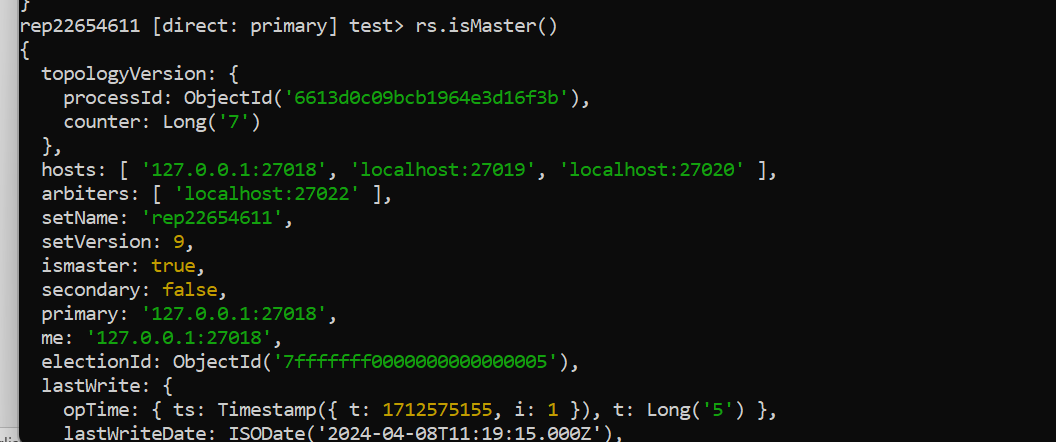 }
rep22654611 [direct: primary] test> rs.isMaster()
{
  topologyVersion: {
    processId: ObjectId('6613d0c09bcb1964e3d16f3b'),
    counter: Long('7')
  },
  hosts: [ '127.0.0.1:27018', 'localhost:27019', 'localhost:27020' ],
  arbiters: [ 'localhost:27022' ],
  setName: 'rep22654611',
  setVersion: 9,
  ismaster: true,
  secondary: false,
  primary: '127.0.0.1:27018',
  me: '127.0.0.1:27018',
  electionId: ObjectId('7fffffff0000000000000005'),
  lastWrite: {
    opTime: { ts: Timestamp({ t: 1712575155, i: 1 }), t: Long('5') },
    lastWriteDate: ISODate('2024-04-08T11:19:15.000Z'),